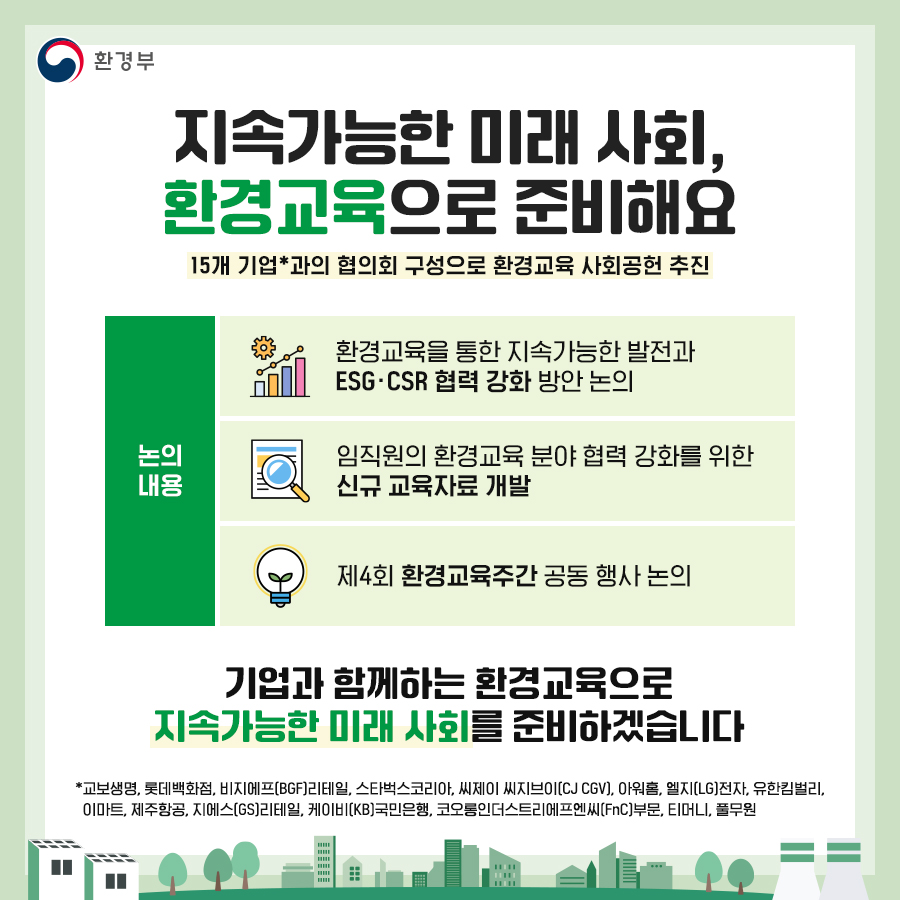 환경부
지속가능한 미래 사회,
환경교육으로 준비해요
15개 기업*과의 협의회 구성으로 환경교육 사회공헌 추진
논의
내용
환경교육을 통한 지속가능한 발전과
ESG·CSR 협력 강화 방안 논의
임직원의 환경교육 분야 협력 강화를 위한
신규 교육자료 개발
제4회 환경교육주간 공동 행사 논의
기업과 함께하는 환경교육으로
지속가능한 미래 사회를 준비하겠습니다
*교보생명, 롯데백화점, 비지에프(BGF)리테일, 스타벅스코리아, 씨제이 씨지브이(CJ CGV), 아워홈, 엘지(LG)전자, 유한킴벌리,
이마트, 제주항공, 지에스(GS)리테일, 케이비(KB)국민은행, 코오롱인더스트리에프엔씨(FnC)부문, 티머니, 풀무원